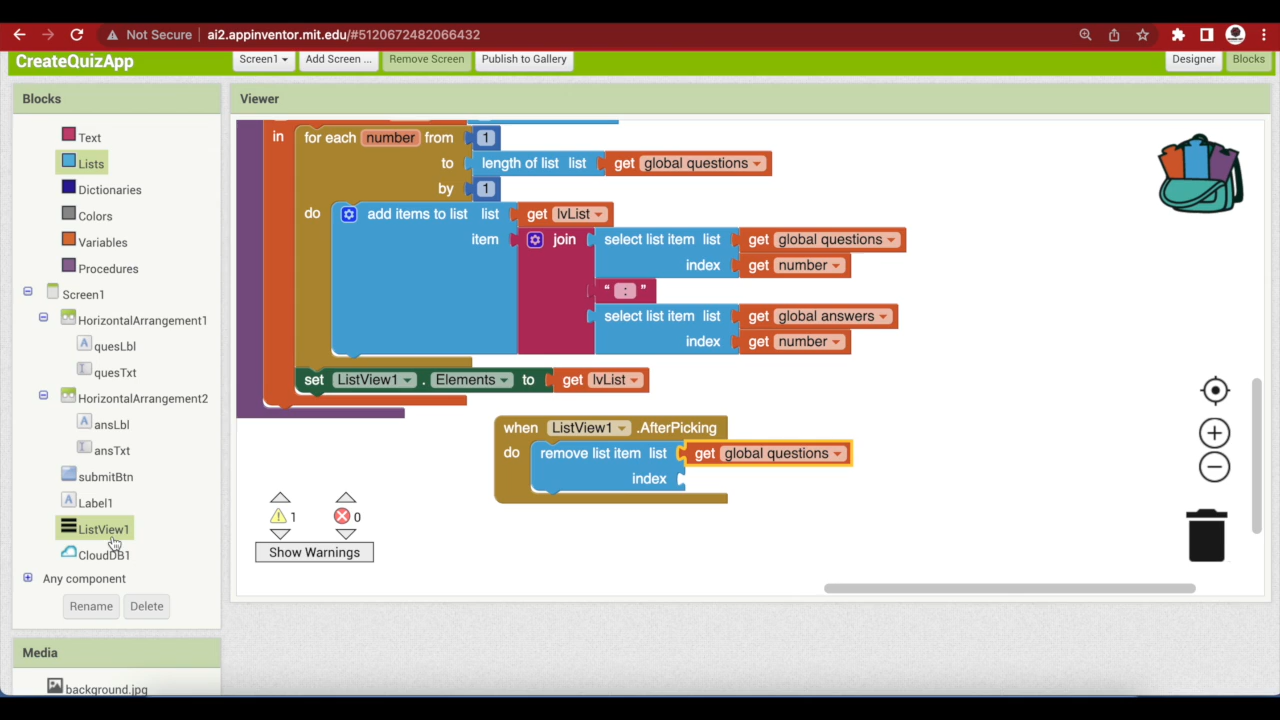 Not Secure ai2.appinventor.mit.edu/#5120672482066432
CreateQuizApp
Screen1
Add Screen ...
Remove Screen
Publish to Gallery
Designer
Blocks
Blocks
Text
Lists
Dictionaries
Colors
Variables
Procedures
Screen1
HorizontalArrangement1
quesLbl
quesTxt
HorizontalArrangement2
ansLbl
ansTxt
submitBtn
Label1
ListView1
CloudDB1
Any component
Rename
Delete
Media
background.jpg
Viewer
in for each number from 1
to length of list list get global questions
by 1
do add items to list list get lvList
item join select list item list get global questions
index get number
“ : ”
select list item list get global answers
index get number
set ListView1 . Elements to get lvList
when ListView1 .AfterPicking
do remove list item list get global questions
index
1 0
Show Warnings